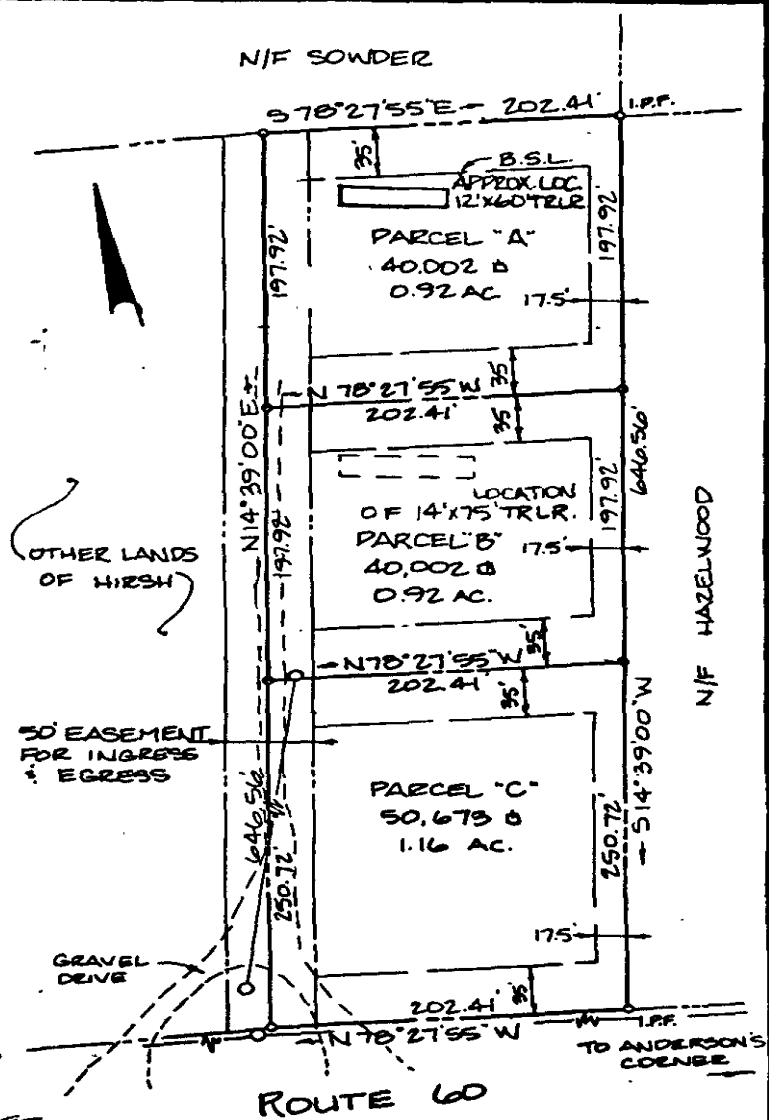 N/F SOWDER
S 78°27'55"E 202.41' I.P.F.
35'
B.S.L.
APPROX. LOC.
12'X60' TRLR
197.92'
197.92'
PARCEL "A"
40,002 ⌑
0.92 AC
17.5'
35'
N 78°27'55"W
202.41'
35'
N14°39'00"E
646.56'
197.92'
197.92'
LOCATION
OF 14'X75' TRLR.
PARCEL "B"
40,002 ⌑
0.92 AC.
17.5'
OTHER LANDS
OF HIRSH
N/F HAZELWOOD
35'
N78°27'55"W
202.41'
35'
50' EASEMENT
FOR INGRESS
& EGRESS
S14°39'00"W
PARCEL "C"
50,673 ⌑
1.16 AC.
646.56'
250.72'
250.72'
17.5'
GRAVEL
DRIVE
35'
202.41'
N 78°27'55"W
I.P.F.
TO ANDERSON'S
CORNER
ROUTE 60